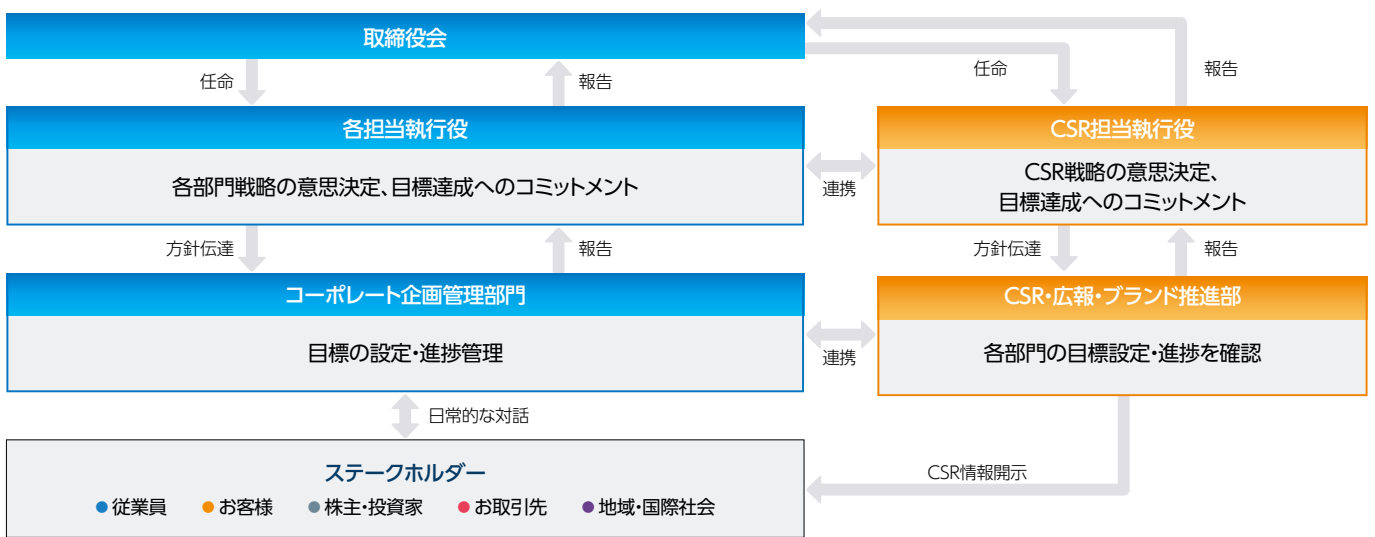 取締役会
任命
報告
任命
報告
各担当執行役
各部門戦略の意思決定、目標達成へのコミットメント
連携
CSR担当執行役
CSR戦略の意思決定、
目標達成へのコミットメント
方針伝達
報告
方針伝達
報告
コーポレート企画管理部門
目標の設定・進捗管理
連携
CSR・広報・ブランド推進部
各部門の目標設定・進捗を確認
日常的な対話
ステークホルダー
●従業員 ●お客様 ●株主・投資家 ●お取引先 ●地域・国際社会
CSR情報開示